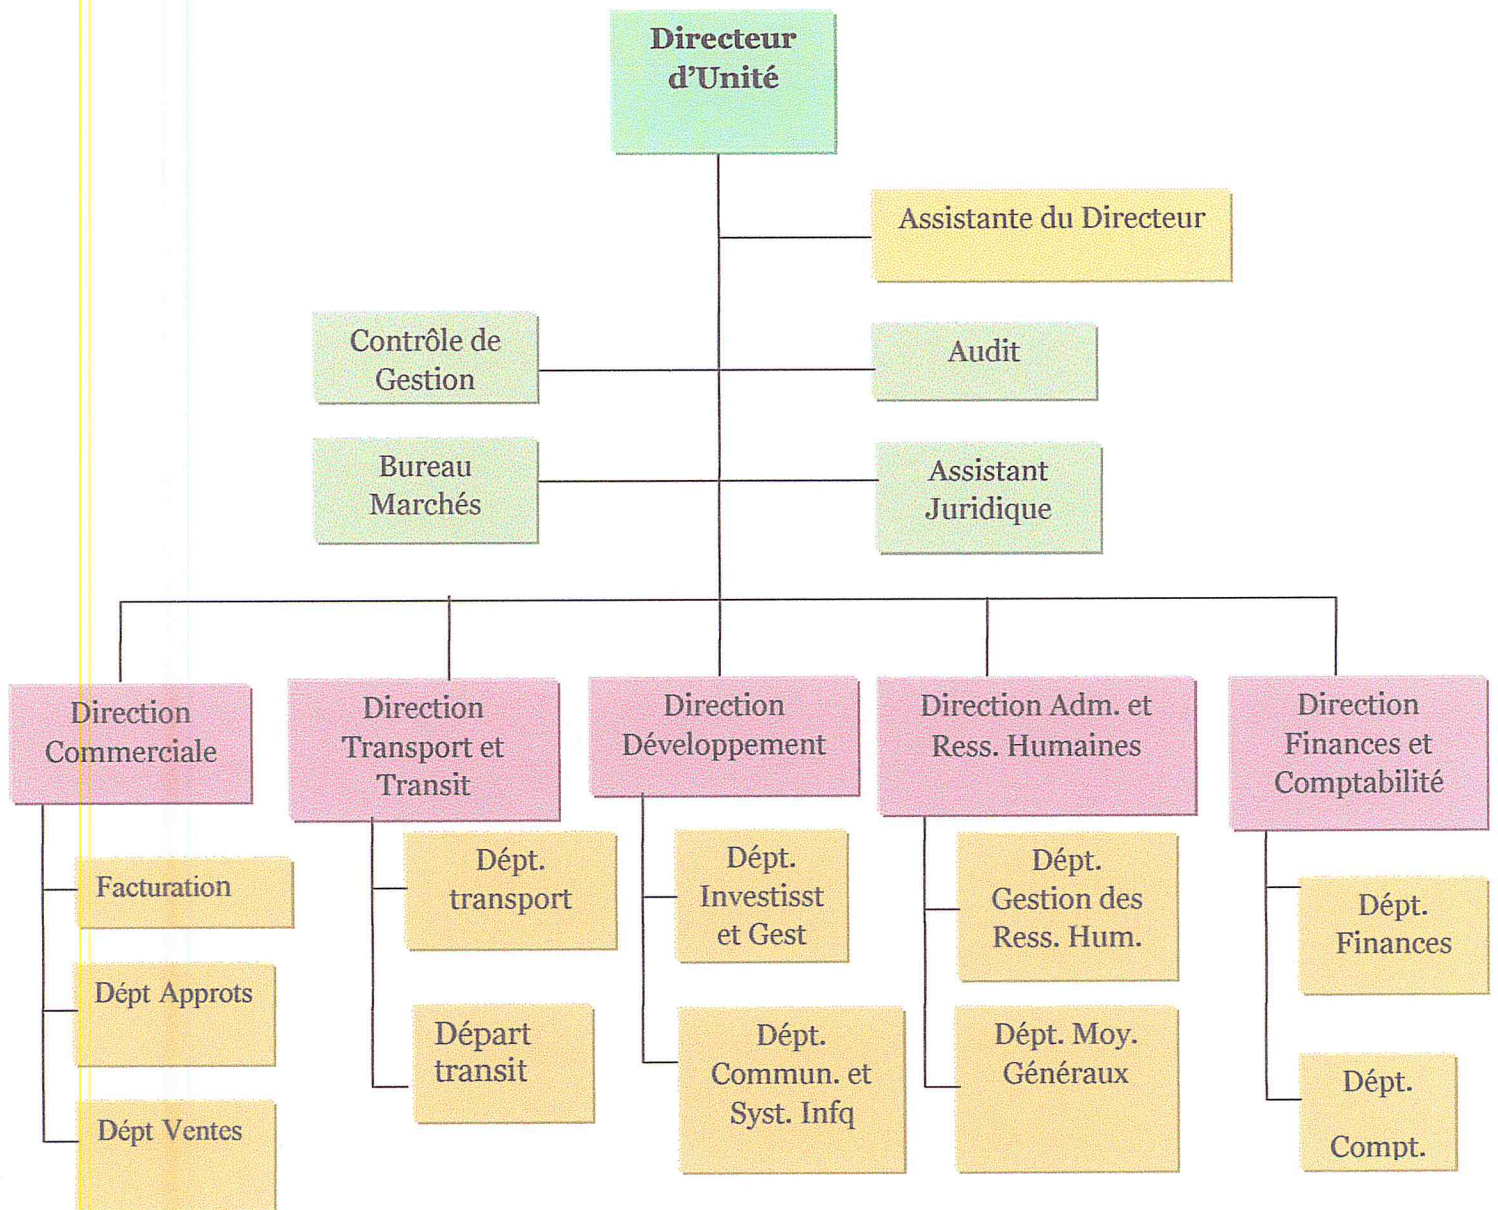 Directeur
d'Unité
Assistante du Directeur
Contrôle de
Gestion
Audit
Bureau
Marchés
Assistant
Juridique
Direction
Commerciale
Direction
Transport et
Transit
Direction
Développement
Direction Adm. et
Ress. Humaines
Direction
Finances et
Comptabilité
Facturation
Dépt Approts
Dépt Ventes
Dépt.
transport
Départ
transit
Dépt.
Investisst
et Gest
Dépt.
Commun. et
Syst. Infq
Dépt.
Gestion des
Ress. Hum.
Dépt. Moy.
Généraux
Dépt.
Finances
Dépt.
Compt.